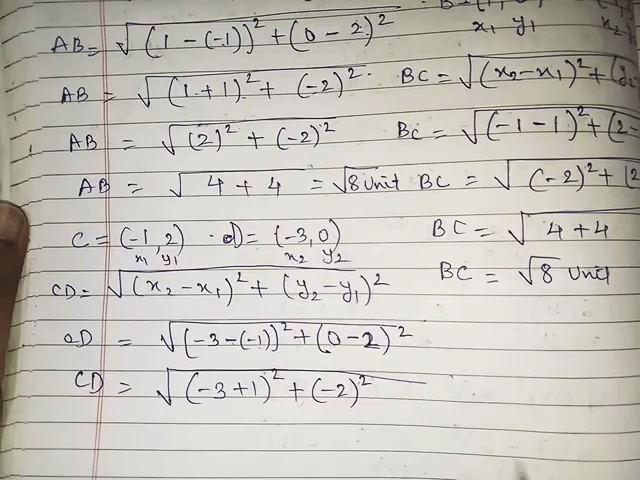 AB = √(1 - (-1))² + (0 - 2)²
x₁ y₁
AB = √(1+1)² + (-2)²
BC = √(x₂ - x₁)² +
AB = √(2)² + (-2)²
BC = √(-1 - 1)² + (2-
AB = √4 + 4 = √8 unit
BC = √(-2)² + (2
C = (-1, 2) . D = (-3, 0)
x₁ y₁ x₂ y₂
BC = √4 + 4
CD = √(x₂ - x₁)² + (y₂ - y₁)²
BC = √8 Unit
CD = √(-3 - (-1))² + (0 - 2)²
CD = √(-3 + 1)² + (-2)²